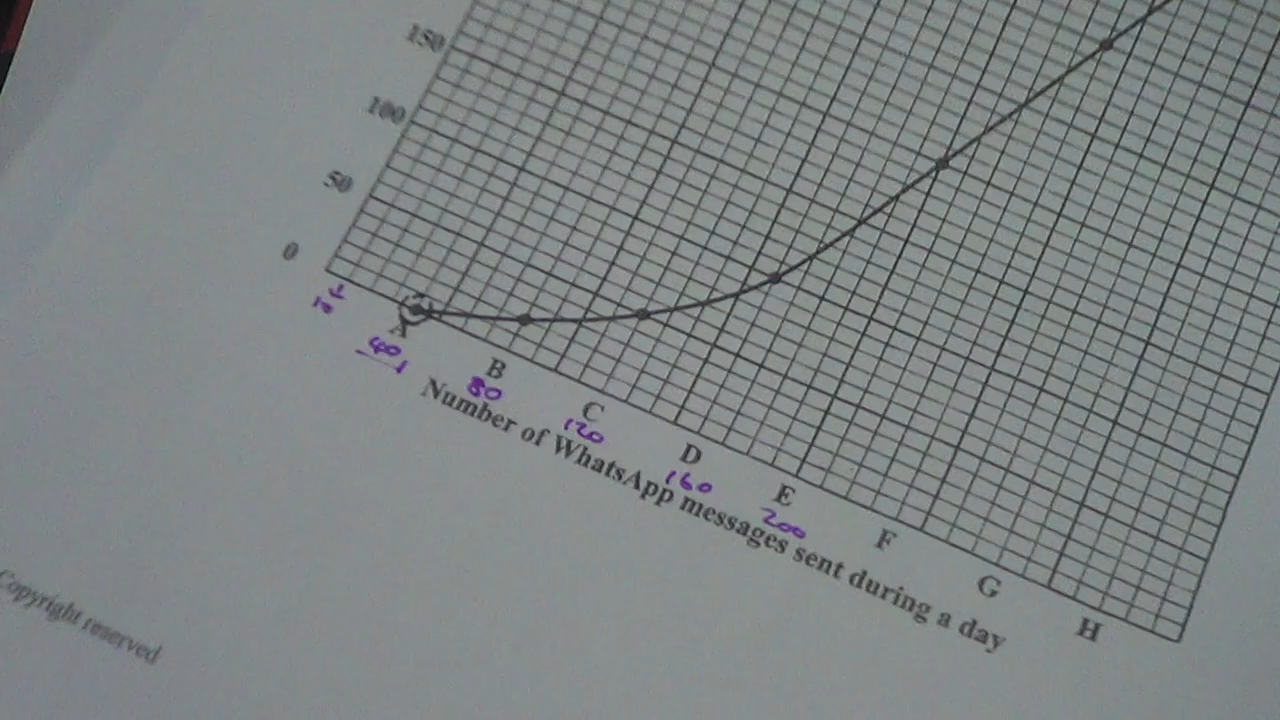 150
100
50
0
A B C D E F G H
40 80 120 160 200
Number of WhatsApp messages sent during a day
Copyright reserved